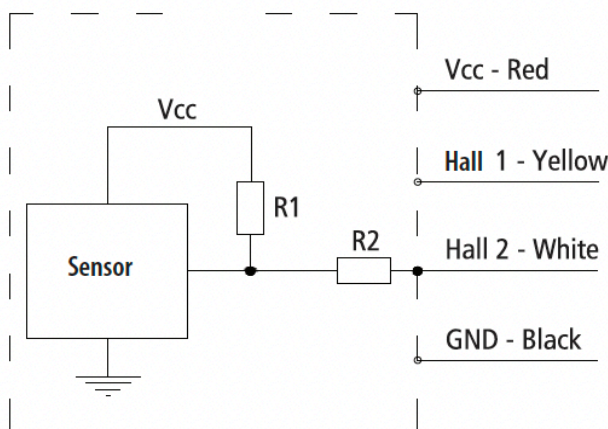 Vcc - Red
Vcc
Hall 1 - Yellow
R1
R2
Hall 2 - White
Sensor
GND - Black